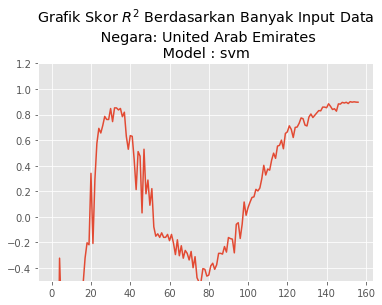 Grafik Skor R² Berdasarkan Banyak Input Data
Negara: United Arab Emirates
Model : svm
1.2
1.0
0.8
0.6
0.4
0.2
0.0
−0.2
−0.4
0 20 40 60 80 100 120 140 160